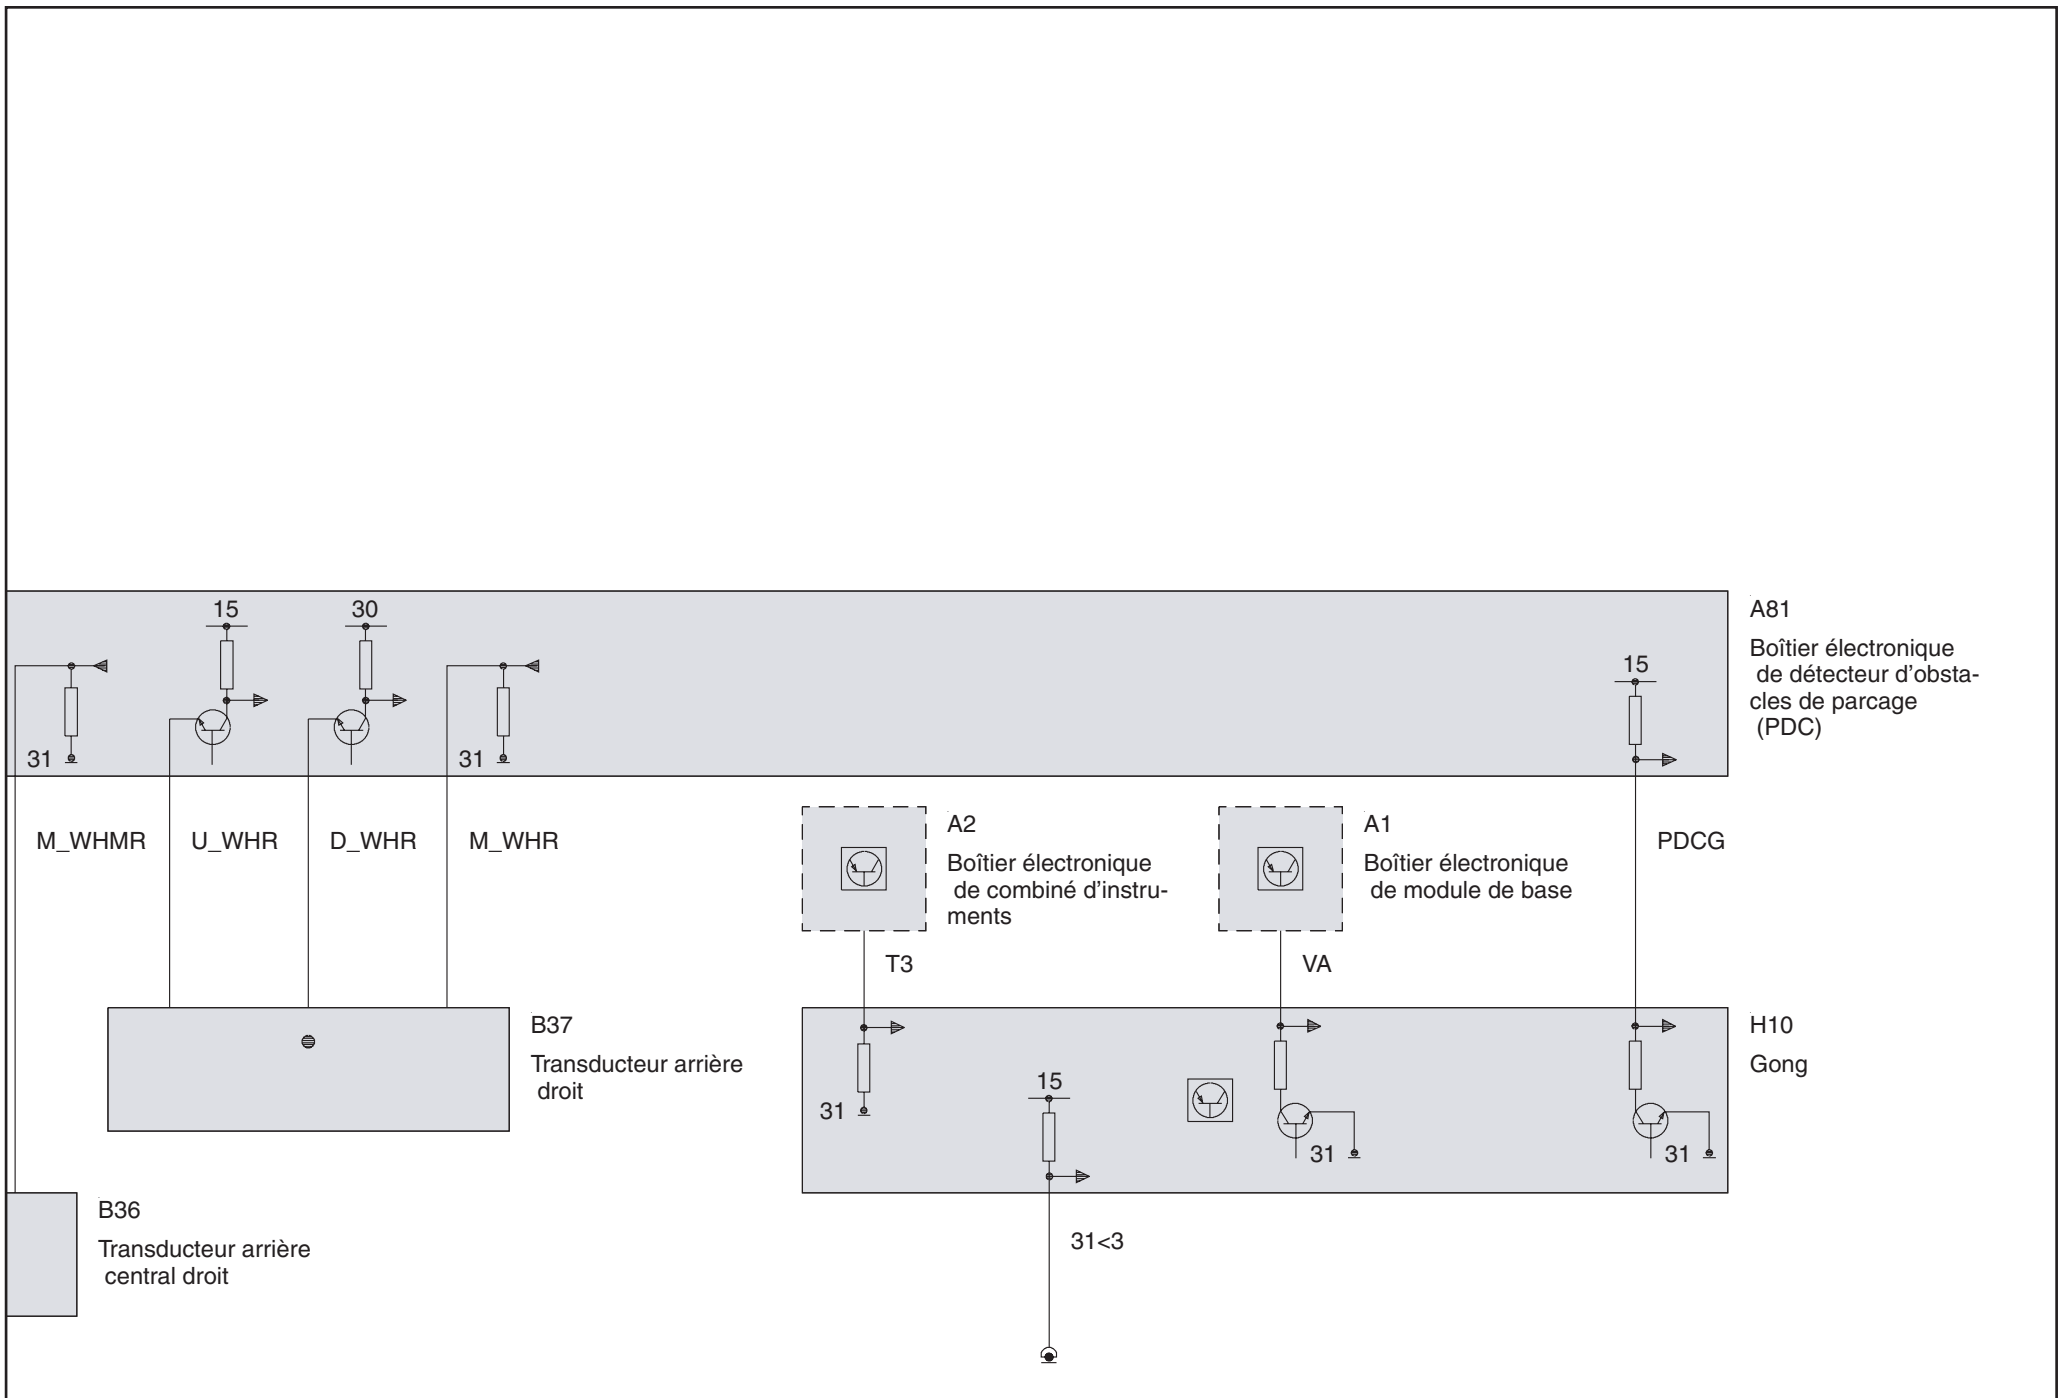 15
30
A81
Boîtier électronique
de détecteur d'obsta-
cles de parcage
(PDC)
15
31
31
M_WHMR
U_WHR
D_WHR
M_WHR
A2
Boîtier électronique
de combiné d'instru-
ments
A1
Boîtier électronique
de module de base
PDCG
T3
VA
B37
Transducteur arrière
droit
H10
Gong
15
31
31
31
B36
Transducteur arrière
central droit
31<3